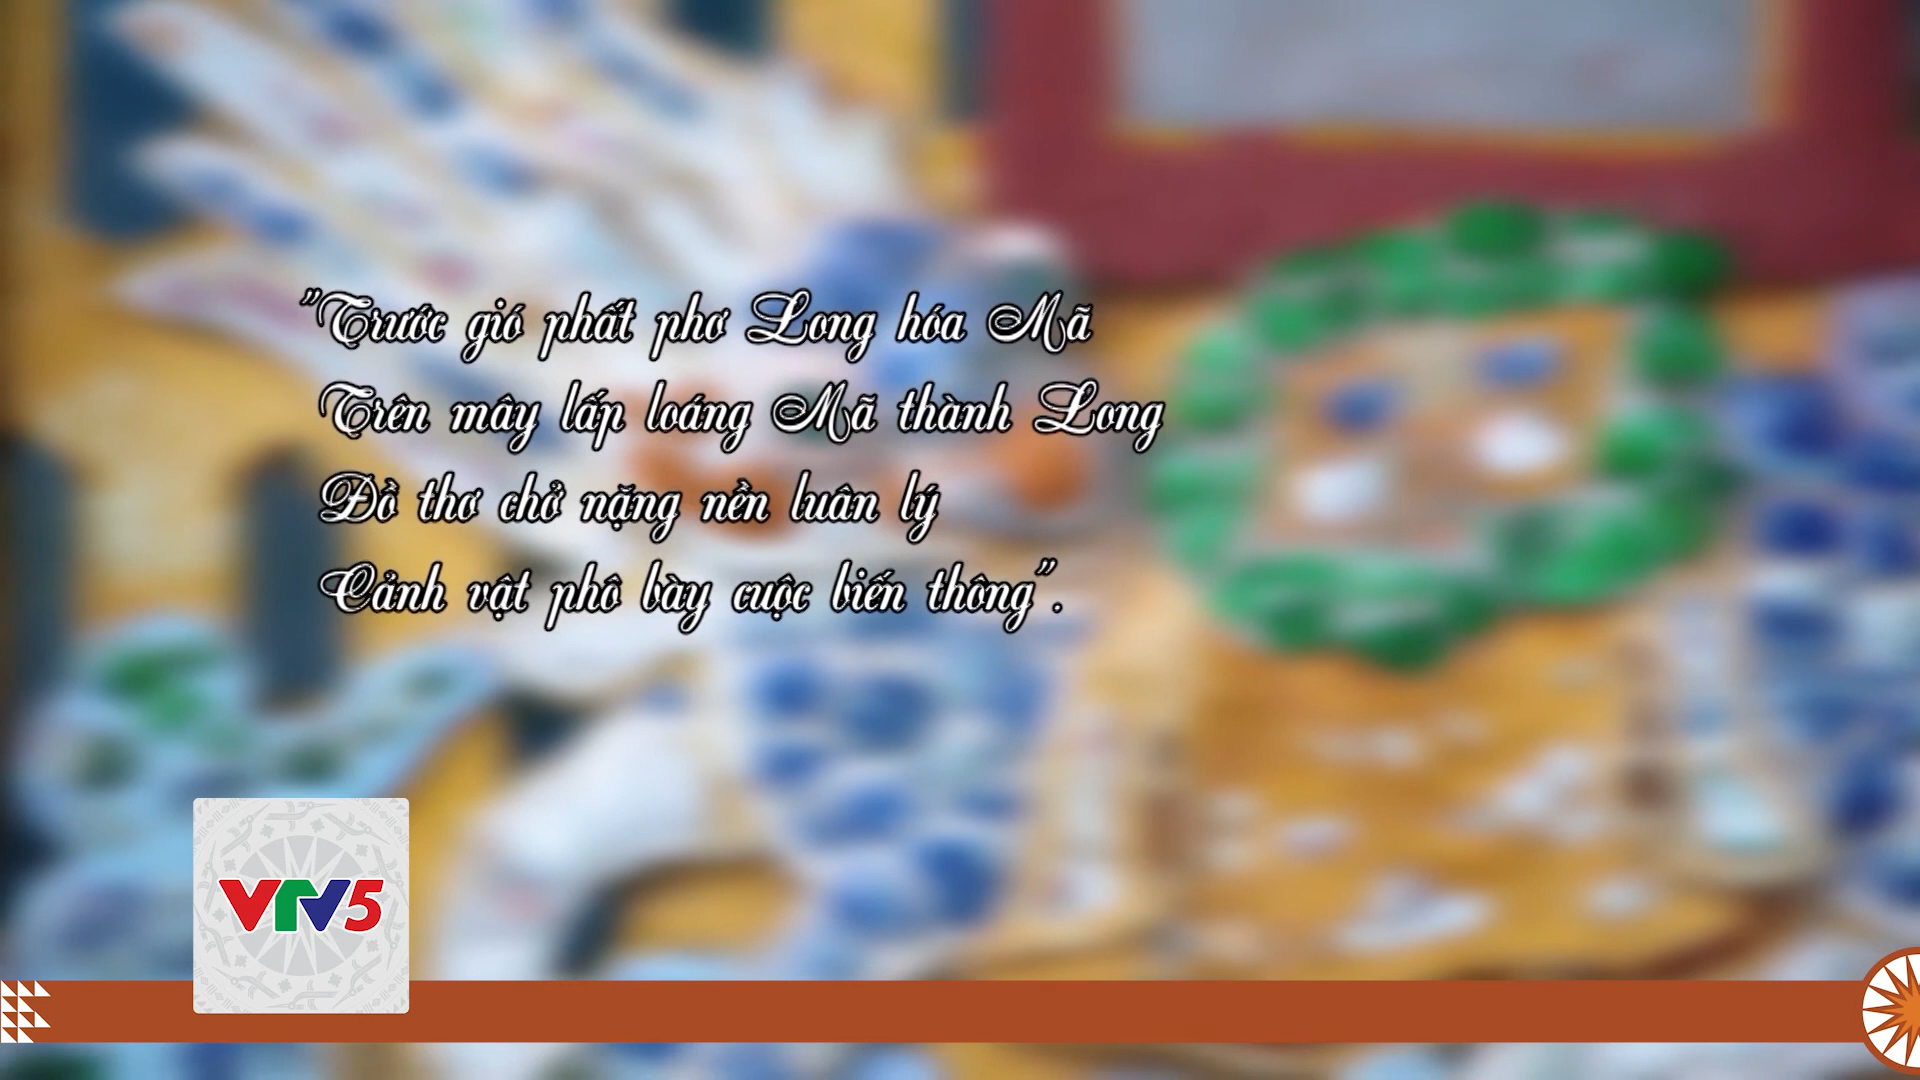 "Trước gió phất phơ Long hóa Mã
Trên mây lấp loáng Mã thành Long
Đồ thơ chở nặng nền luân lý
Cảnh vật phô bày cuộc biến thông".
VTV5